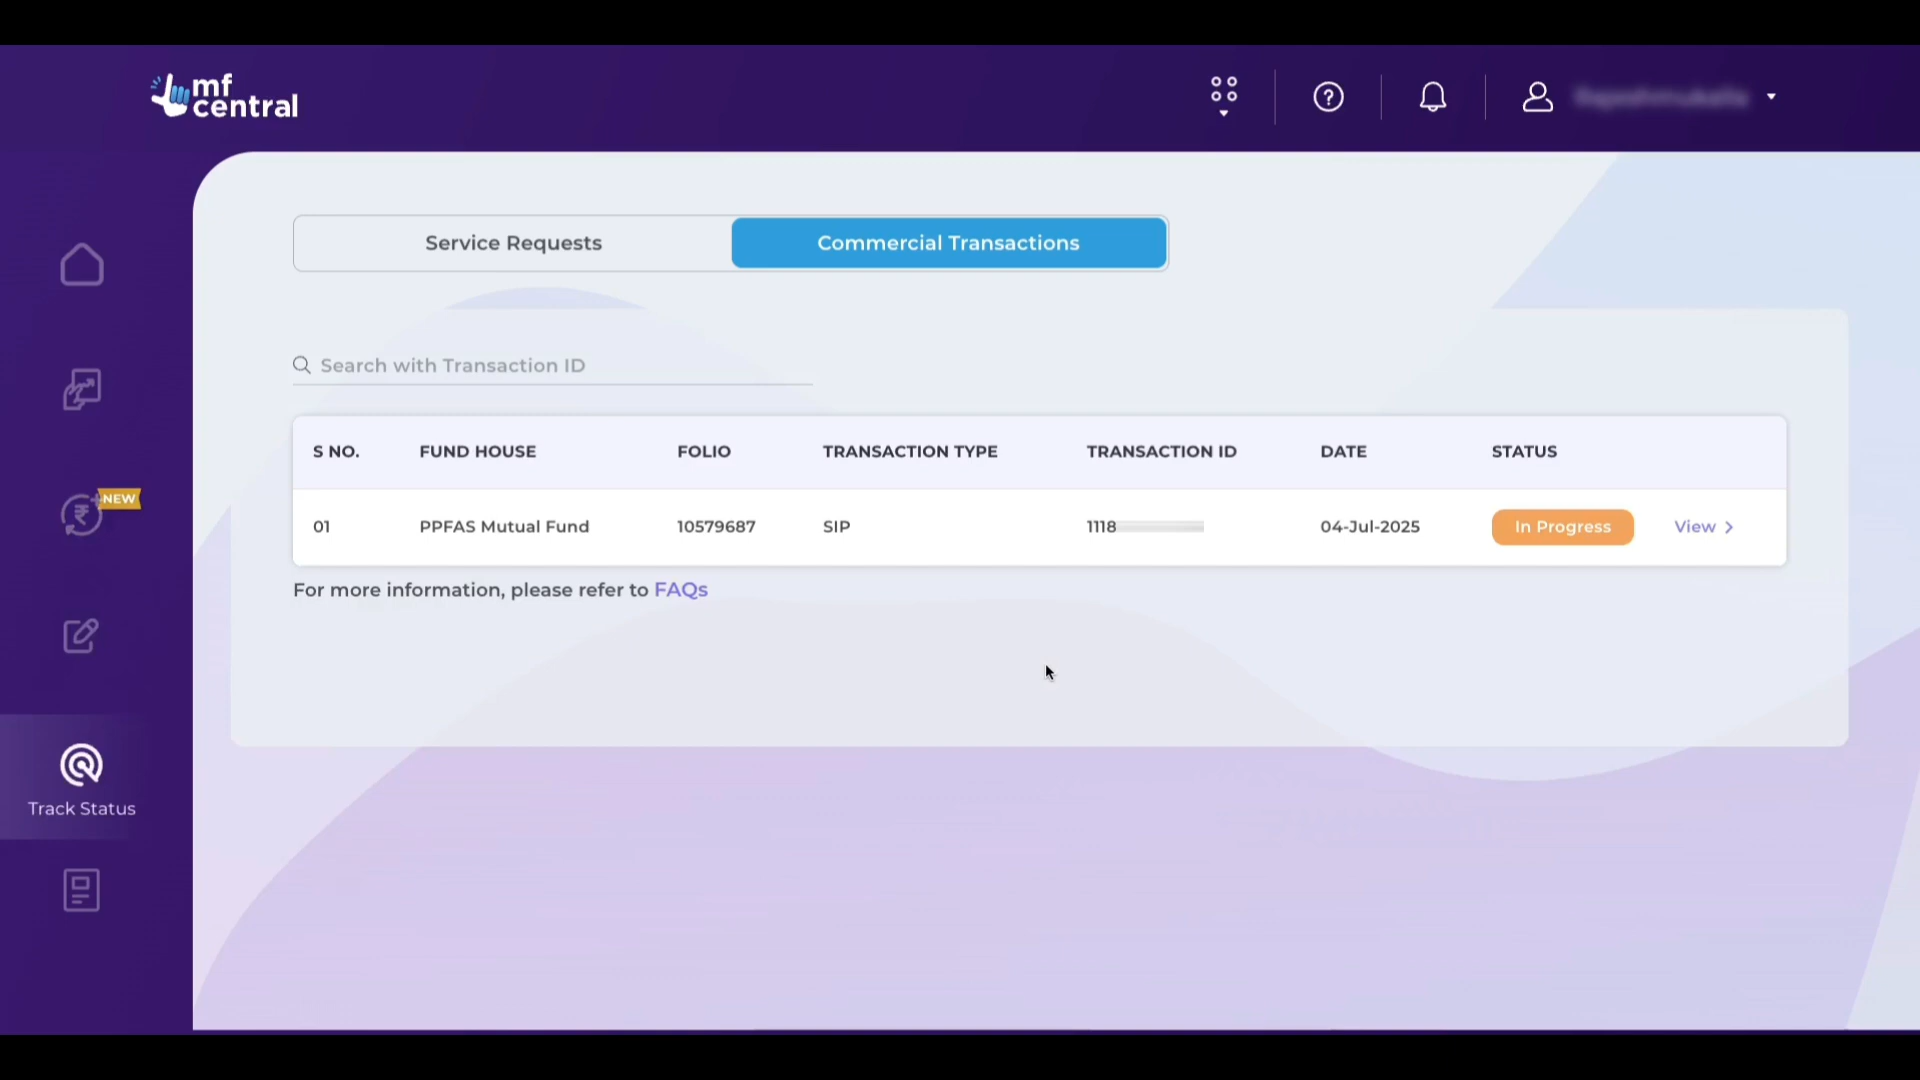 mf
central
Service Requests
Commercial Transactions
Search with Transaction ID
S NO. FUND HOUSE FOLIO TRANSACTION TYPE TRANSACTION ID DATE STATUS
NEW
01 PPFAS Mutual Fund 10579687 SIP 1118 04-Jul-2025 In Progress View >
For more information, please refer to FAQs
Track Status